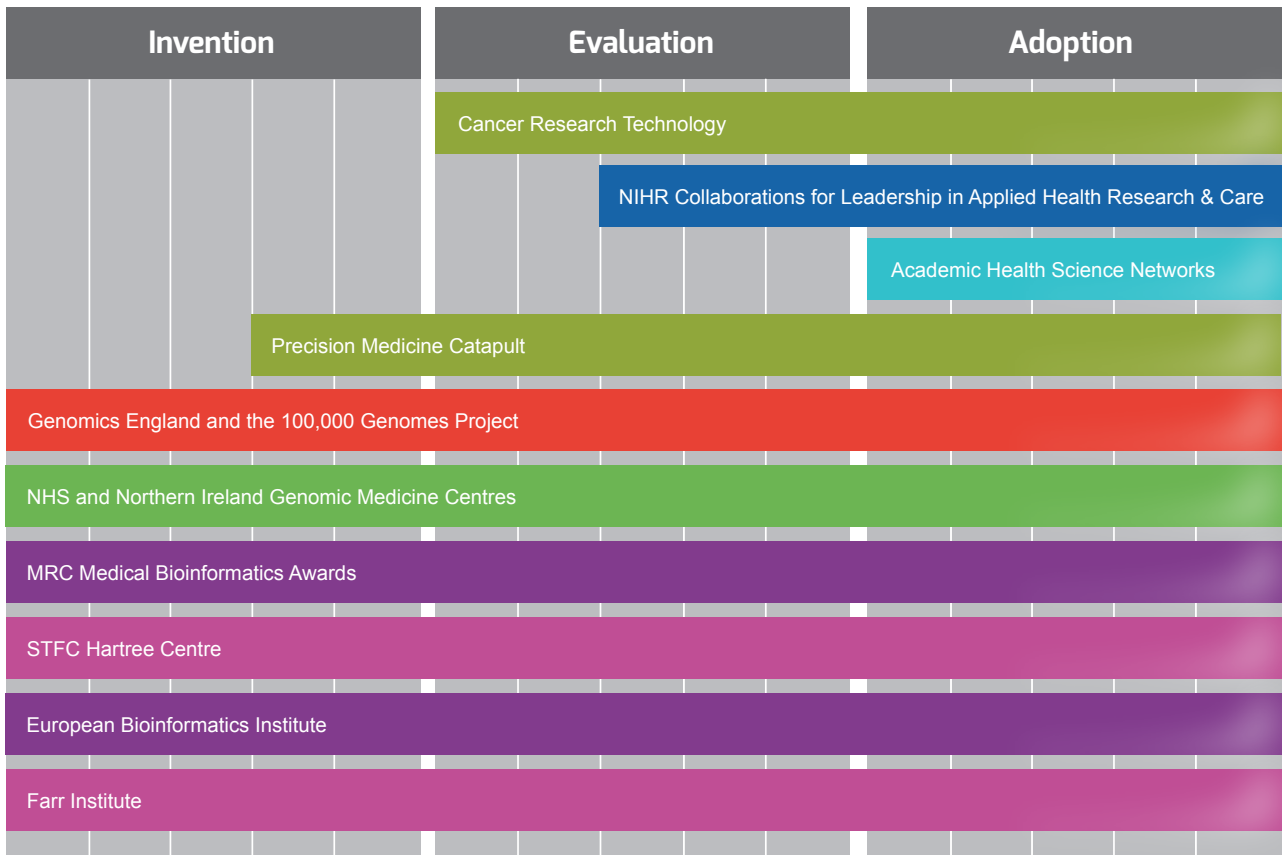 Invention
Evaluation
Adoption
Cancer Research Technology
NIHR Collaborations for Leadership in Applied Health Research & Care
Academic Health Science Networks
Precision Medicine Catapult
Genomics England and the 100,000 Genomes Project
NHS and Northern Ireland Genomic Medicine Centres
MRC Medical Bioinformatics Awards
STFC Hartree Centre
European Bioinformatics Institute
Farr Institute